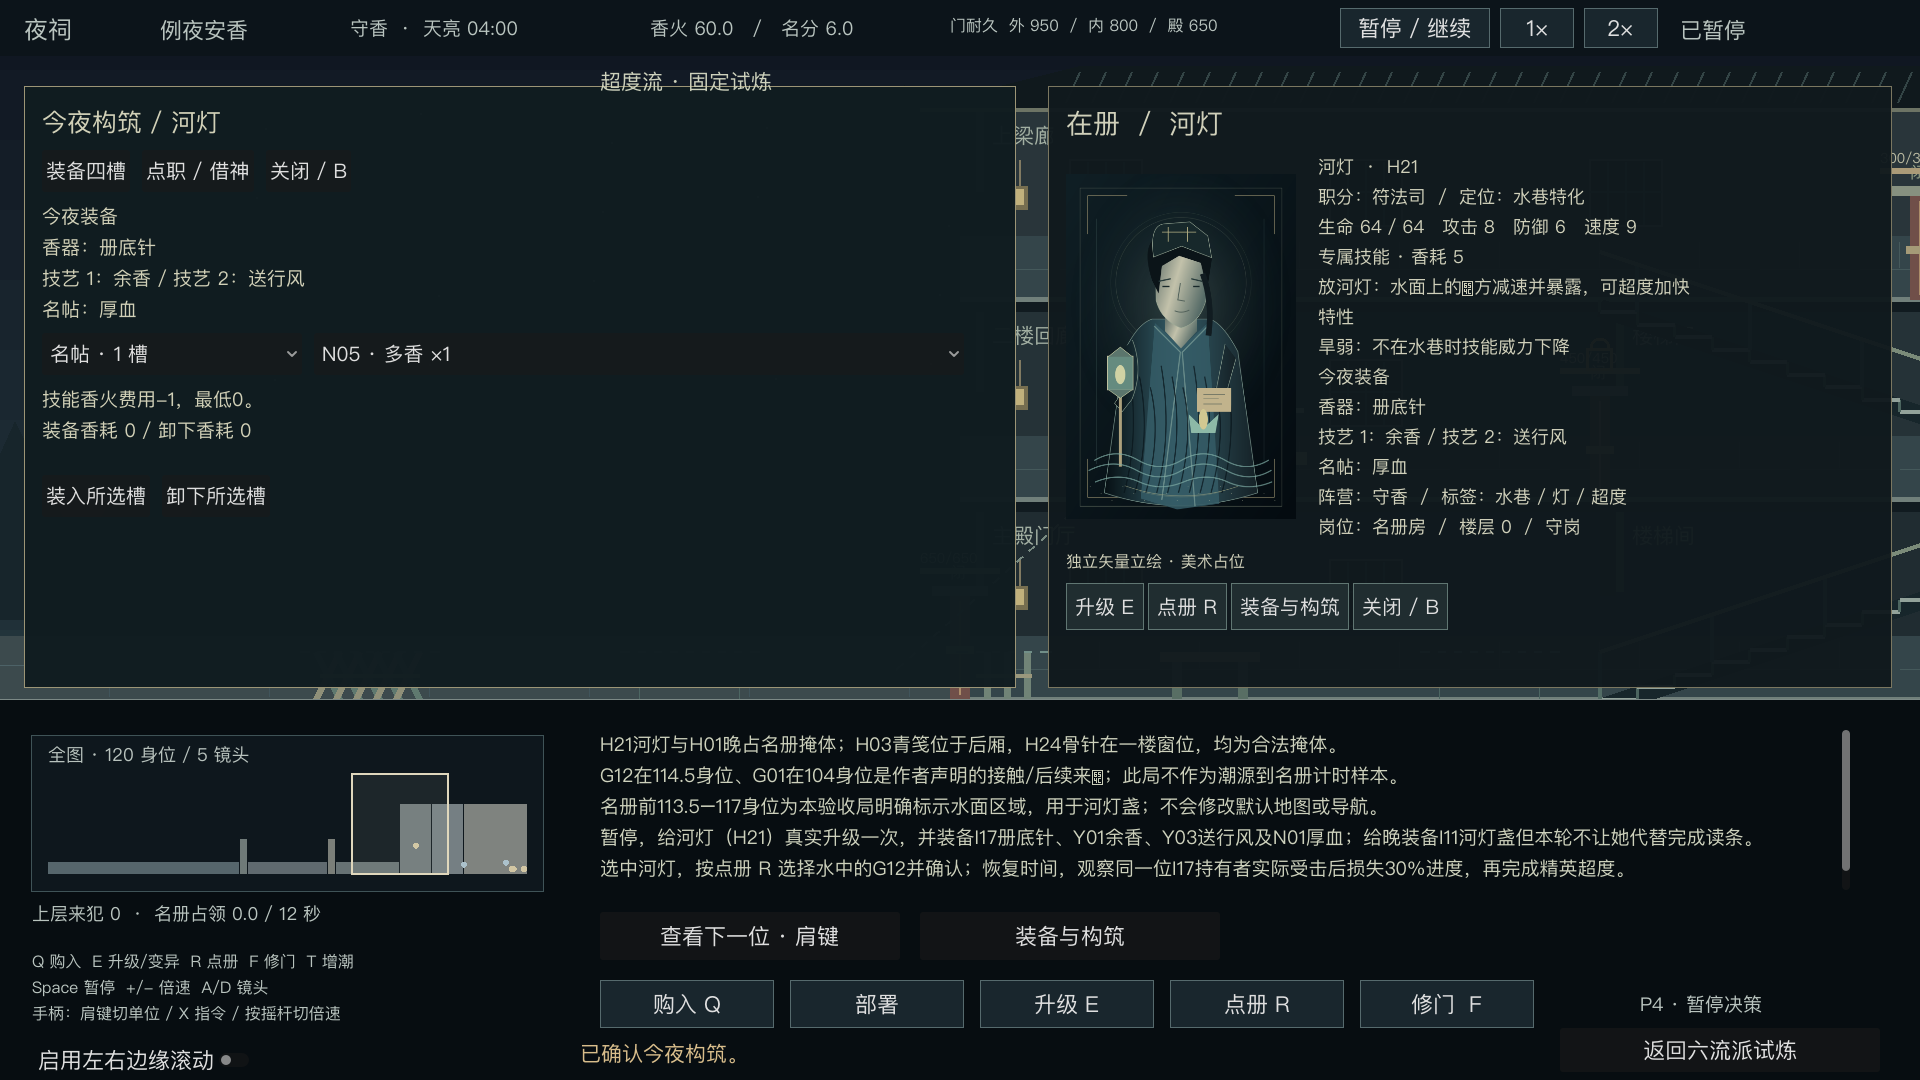 夜祠
例夜安香
守香 · 天亮 04:00
香火 60.0 / 名分 6.0
门耐久 外 950 / 内 800 / 殿 650
暂停 / 继续
1×
2×
已暂停
超度流 · 固定试炼
今夜构筑 / 河灯
装备四槽 点职 / 借神 关闭 / B
今夜装备
香器：册底针
技艺 1：余香 / 技艺 2：送行风
名帖：厚血
名帖 · 1 槽
N05 · 多香 ×1
技能香火费用-1，最低0。
装备香耗 0 / 卸下香耗 0
装入所选槽 卸下所选槽
梁廊
楼回
殿门厅
00/3
在册 / 河灯
河灯 · H21
职分：符法司 / 定位：水巷特化
生命 64 / 64 攻击 8 防御 6 速度 9
专属技能 · 香耗 5
放河灯：水面上的方减速并暴露，可超度加快
特性
旱弱：不在水巷时技能威力下降
今夜装备
香器：册底针
技艺 1：余香 / 技艺 2：送行风
名帖：厚血
阵营：守香 / 标签：水巷 / 灯 / 超度
岗位：名册房 / 楼层 0 / 守岗
独立矢量立绘 · 美术占位
升级 E
点册 R
装备与构筑
关闭 / B
全图 · 120 身位 / 5 镜头
上层来犯 0 · 名册占领 0.0 / 12 秒
Q 购入 E 升级/变异 R 点册 F 修门 T 增潮
Space 暂停 +/− 倍速 A/D 镜头
手柄：肩键切单位 / X 指令 / 按摇杆切倍速
启用左右边缘滚动
H21河灯与H01晚占名册掩体；H03青笺位于后厢，H24骨针在一楼窗位，均为合法掩体。
G12在114.5身位、G01在104身位是作者声明的接触/后续来；此局不作为潮源到名册计时样本。
名册前113.5—117身位为本验收局明确标示水面区域，用于河灯盏；不会修改默认地图或导航。
暂停，给河灯（H21）真实升级一次，并装备I17册底针、Y01余香、Y03送行风及N01厚血；给晚装备I11河灯盏但本轮不让她代替完成读条。
选中河灯，按点册 R 选择水中的G12并确认；恢复时间，观察同一位I17持有者实际受击后损失30%进度，再完成精英超度。
查看下一位 · 肩键
装备与构筑
购入 Q
部署
升级 E
点册 R
修门 F
P4 · 暂停决策
已确认今夜构筑。
返回六流派试炼